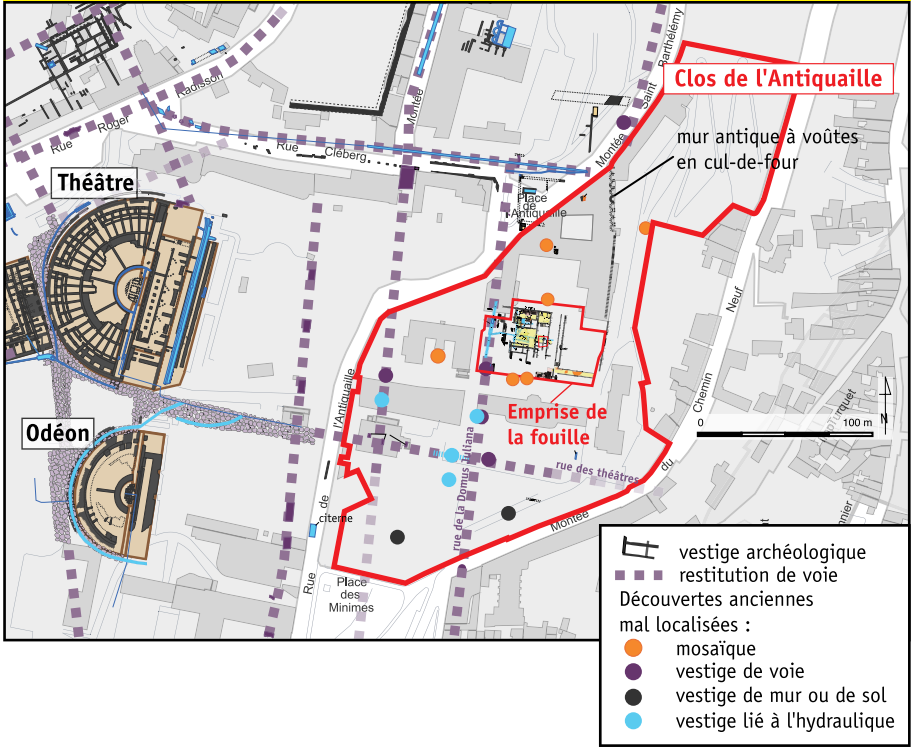 Clos de l'Antiquaille
mur antique à voûtes
en cul-de-four
Montée Saint Barthélémy
Montée
Rue Roger Radisson
Rue Cléberg
Théâtre
Place
de
l'Antiquaille
Neuf
Chemin
du
Montée
0 100 m
N
Emprise de
la fouille
Odéon
rue des théâtres
rue de la Domus Juliana
l'Antiquaille
de
Rue
citerne
Place
des
Minimes
vestige archéologique
restitution de voie
Découvertes anciennes
mal localisées :
mosaïque
vestige de voie
vestige de mur ou de sol
vestige lié à l'hydraulique